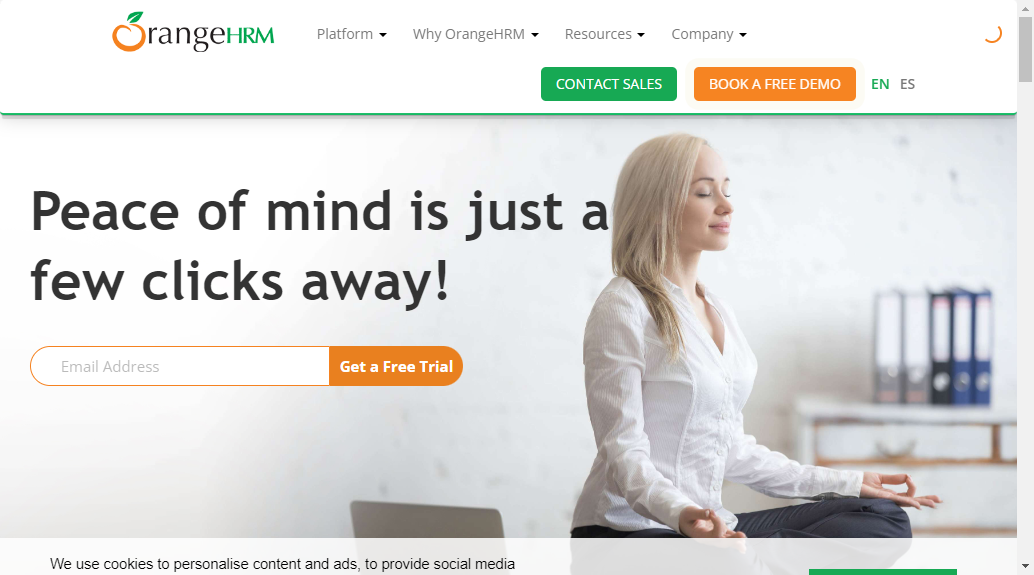 OrangeHRM
Platform
Why OrangeHRM
Resources
Company
CONTACT SALES
BOOK A FREE DEMO
EN
ES
Peace of mind is just a
few clicks away!
Email Address
Get a Free Trial
We use cookies to personalise content and ads, to provide social media